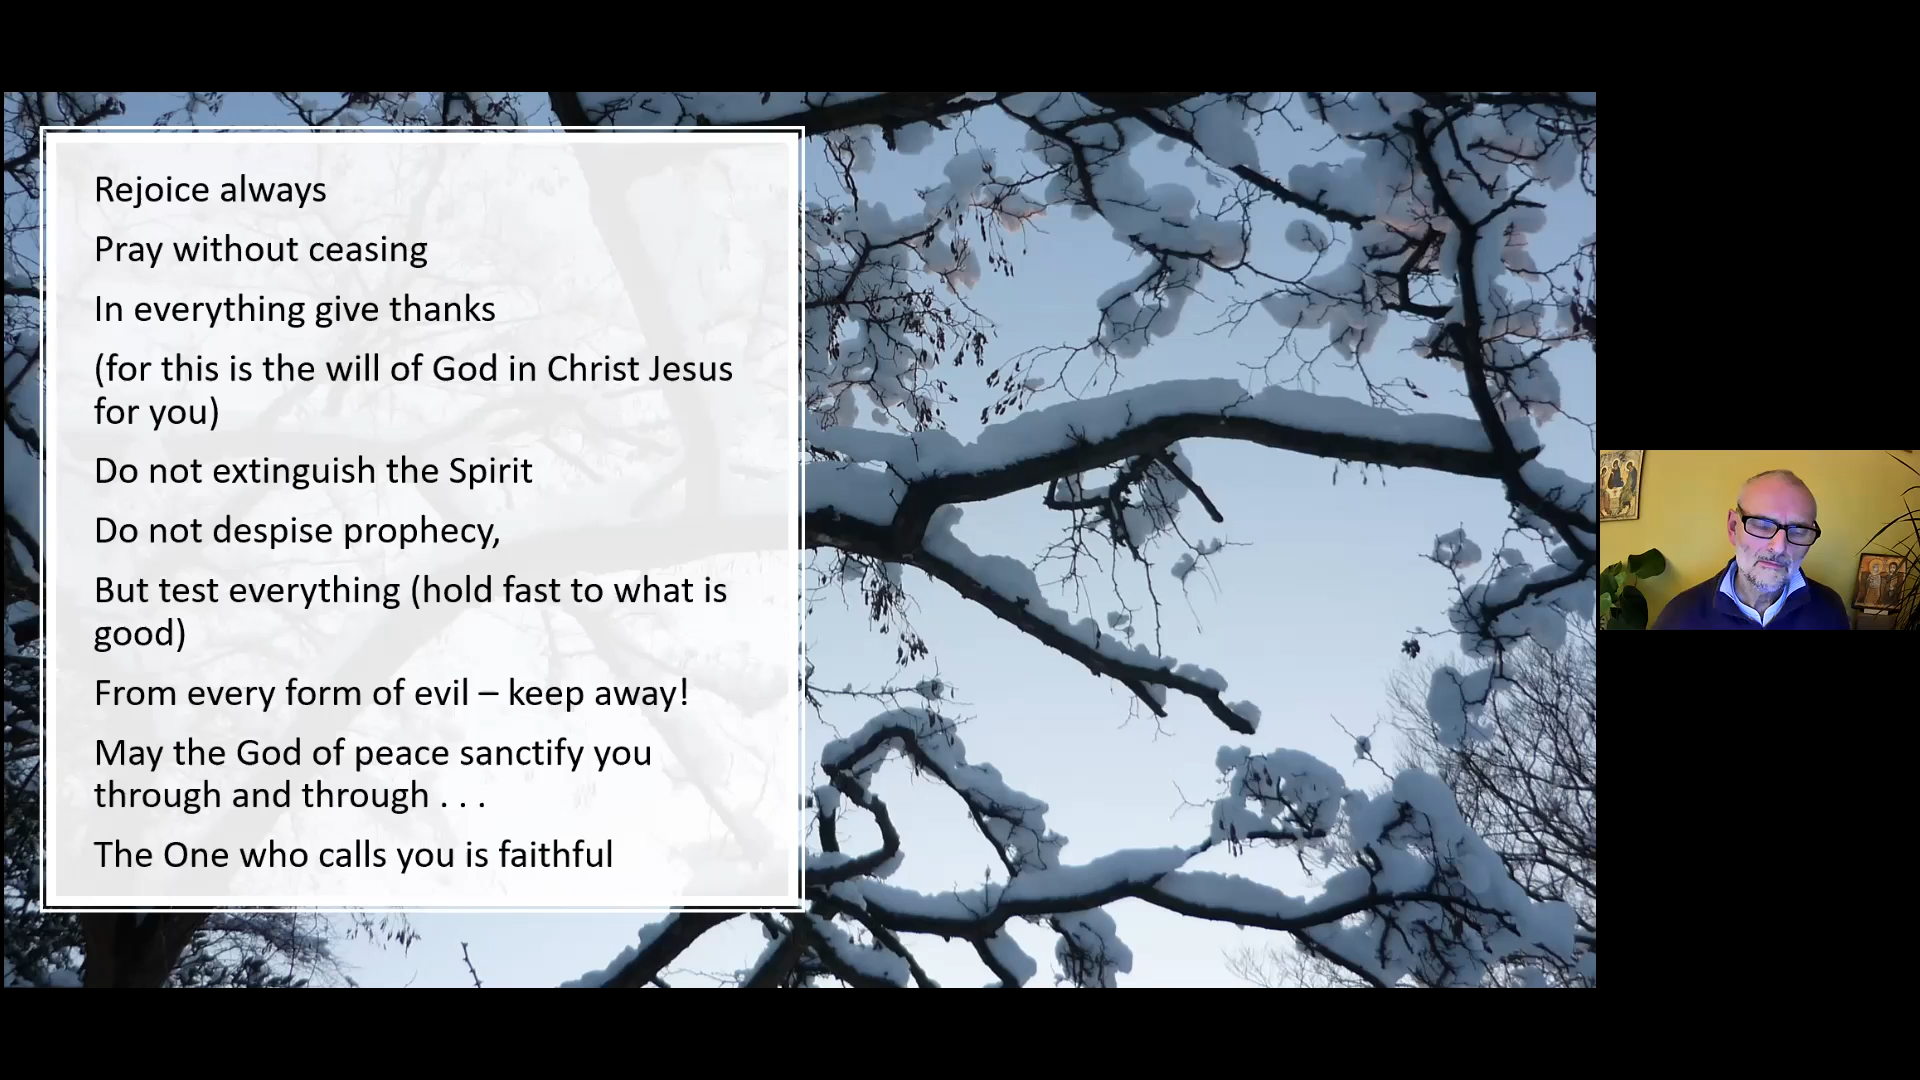 Rejoice always
Pray without ceasing
In everything give thanks
(for this is the will of God in Christ Jesus
for you)
Do not extinguish the Spirit
Do not despise prophecy,
But test everything (hold fast to what is
good)
From every form of evil – keep away!
May the God of peace sanctify you
through and through . . .
The One who calls you is faithful